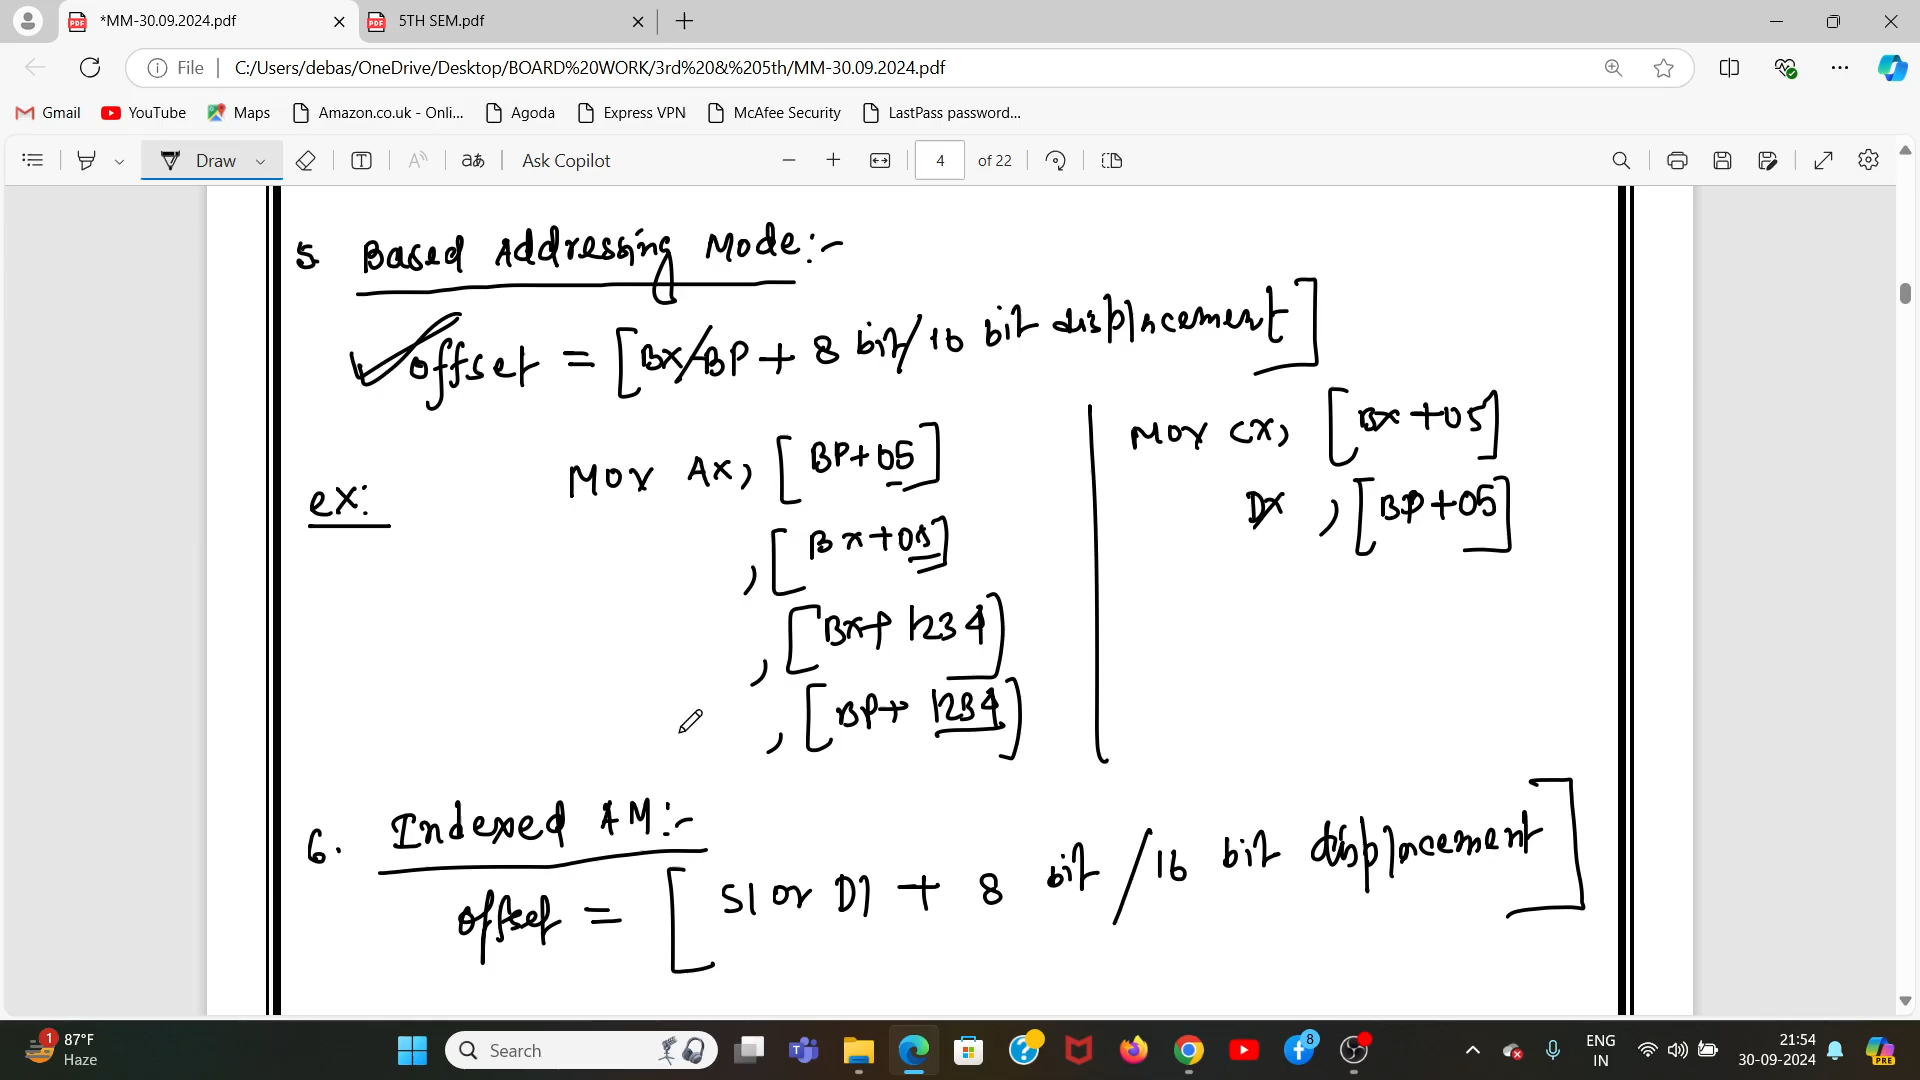 *MM-30.09.2024.pdf
5TH SEM.pdf
File
C:/Users/debas/OneDrive/Desktop/BOARD%20WORK/3rd%20&%205th/MM-30.09.2024.pdf
Gmail YouTube Maps Amazon.co.uk - Onli... Agoda Express VPN McAfee Security LastPass password...
Draw
Ask Copilot
4 of 22
5 Based Addressing Mode:-
offset = [BX/BP + 8 bit/16 bit displacement]
ex: Mov AX, [BP+05]
, [BX+05]
, [BX+1234]
, [BP+1234]
Mov CX, [BX+05]
DX , [BP+05]
6. Indexed AM:-
offset = [SI or DI + 8 bit/16 bit displacement]
1
87°F
Haze
Search
8
ENG
IN
21:54
30-09-2024
PRE